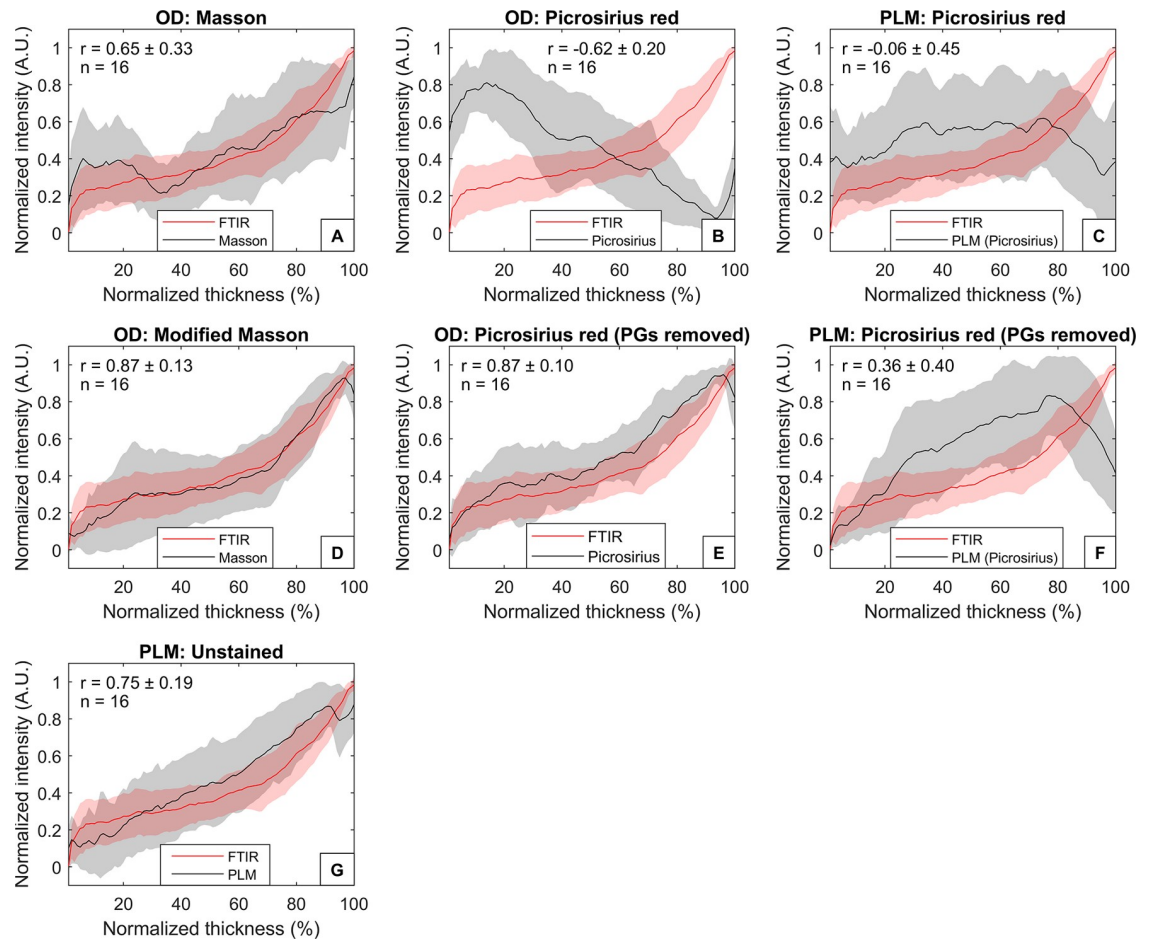 OD: Masson
r = 0.65 ± 0.33
n = 16
Normalized intensity (A.U.)
1
0.8
0.6
0.4
0.2
0
FTIR
Masson
A
20 40 60 80 100
Normalized thickness (%)
OD: Picrosirius red
r = -0.62 ± 0.20
n = 16
Normalized intensity (A.U.)
1
0.8
0.6
0.4
0.2
0
FTIR
Picrosirius
B
20 40 60 80 100
Normalized thickness (%)
PLM: Picrosirius red
r = -0.06 ± 0.45
n = 16
Normalized intensity (A.U.)
1
0.8
0.6
0.4
0.2
0
FTIR
PLM (Picrosirius)
C
20 40 60 80 100
Normalized thickness (%)
OD: Modified Masson
r = 0.87 ± 0.13
n = 16
Normalized intensity (A.U.)
1
0.8
0.6
0.4
0.2
0
FTIR
Masson
D
20 40 60 80 100
Normalized thickness (%)
OD: Picrosirius red (PGs removed)
r = 0.87 ± 0.10
n = 16
Normalized intensity (A.U.)
1
0.8
0.6
0.4
0.2
0
FTIR
Picrosirius
E
20 40 60 80 100
Normalized thickness (%)
PLM: Picrosirius red (PGs removed)
r = 0.36 ± 0.40
n = 16
Normalized intensity (A.U.)
1
0.8
0.6
0.4
0.2
0
FTIR
PLM (Picrosirius)
F
20 40 60 80 100
Normalized thickness (%)
PLM: Unstained
r = 0.75 ± 0.19
n = 16
Normalized intensity (A.U.)
1
0.8
0.6
0.4
0.2
0
FTIR
PLM
G
20 40 60 80 100
Normalized thickness (%)